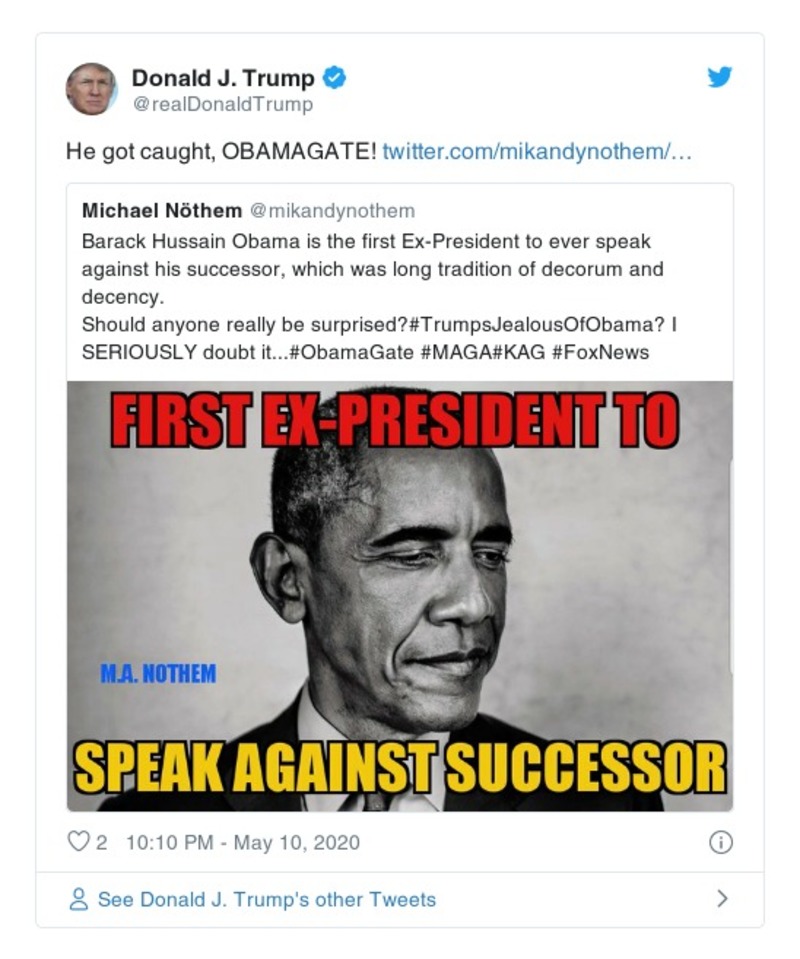 Donald J. Trump
@realDonaldTrump
He got caught, OBAMAGATE! twitter.com/mikandynothem/…
Michael Nöthem @mikandynothem
Barack Hussain Obama is the first Ex-President to ever speak
against his successor, which was long tradition of decorum and
decency.
Should anyone really be surprised?#TrumpsJealousOfObama? I
SERIOUSLY doubt it...#ObamaGate #MAGA#KAG #FoxNews
FIRST EX-PRESIDENT TO
M.A. NOTHEM
SPEAK AGAINST SUCCESSOR
2 10:10 PM - May 10, 2020
See Donald J. Trump's other Tweets